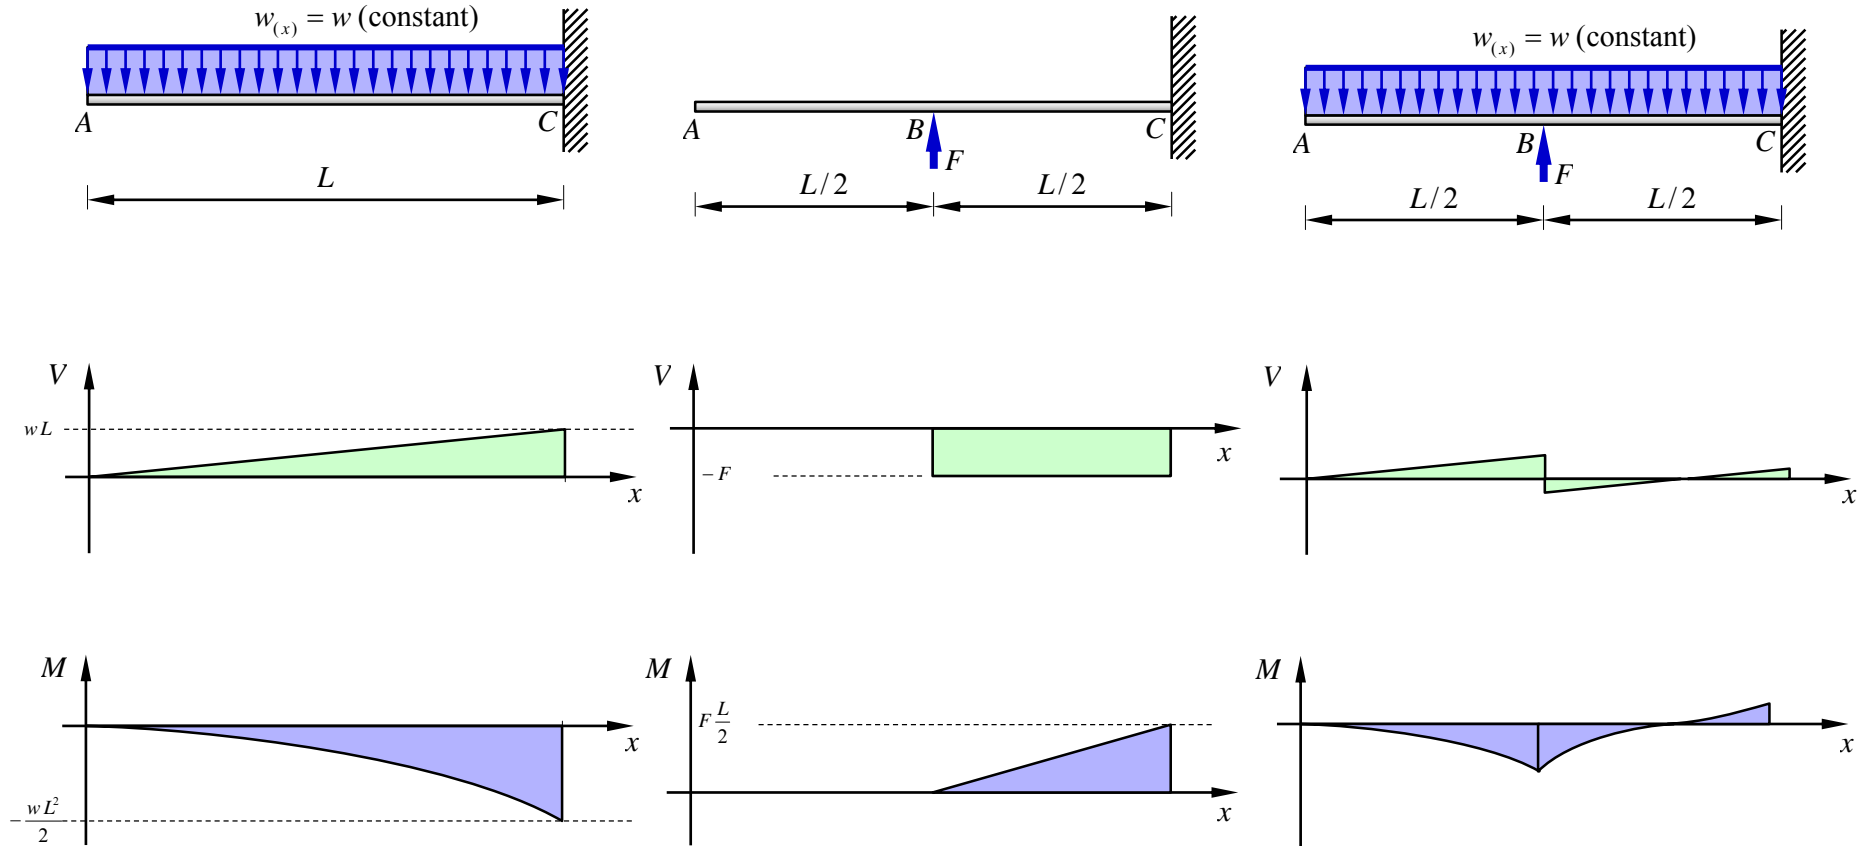 w(x) = w (constant)
A
C
L
A
B
C
F
L/2
L/2
w(x) = w (constant)
A
B
C
F
L/2
L/2
V
wL
x
V
−F
x
V
x
M
−wL²/2
x
M
F L/2
x
M
x